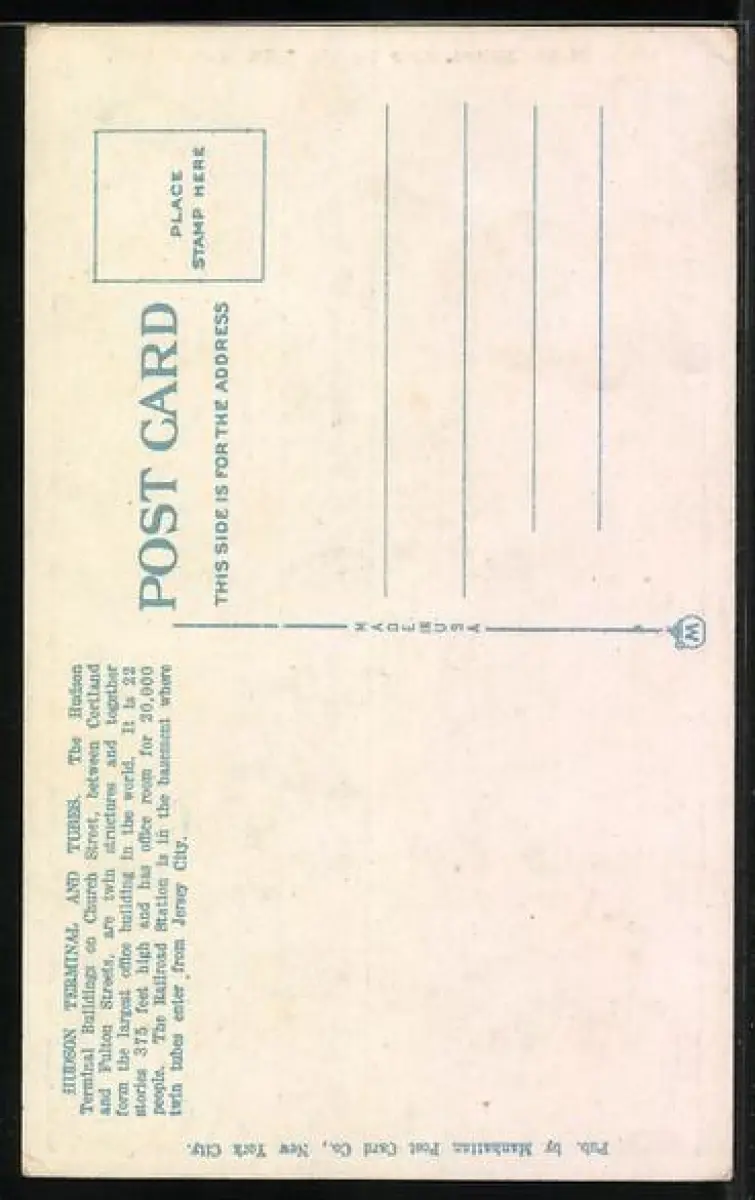 HUDSON TERMINAL AND TUBES. The Hudson
Terminal Buildings on Church Street, between Cortland
and Fulton Streets, are twin structures and together
form the largest office building in the world. It is 22
stories 375 feet high and has office room for 20,000
people. The Railroad Station is in the basement where
twin tubes enter from Jersey City.
POST CARD
THIS SIDE IS FOR THE ADDRESS
PLACE
STAMP HERE
MADE IN USA
W
Pub. by Manhattan Post Card Co., New York City.